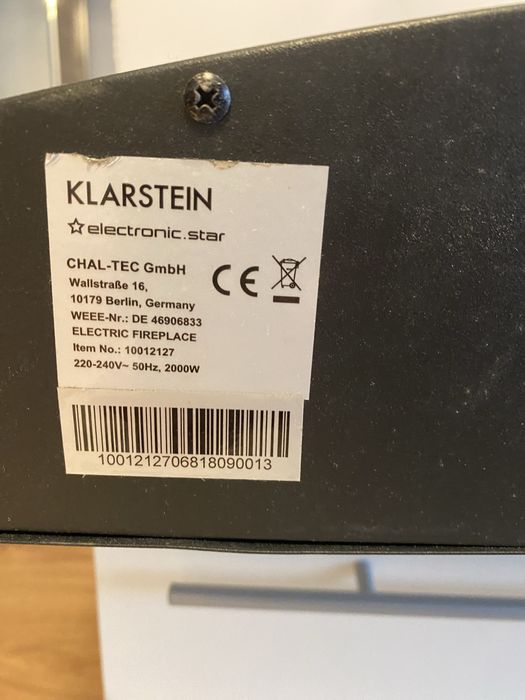 KLARSTEIN
electronic.star
CHAL-TEC GmbH
Wallstraße 16,
10179 Berlin, Germany
WEEE-Nr.: DE 46906833
ELECTRIC FIREPLACE
Item No.: 10012127
220-240V~ 50Hz, 2000W
CE
1001212706818090013